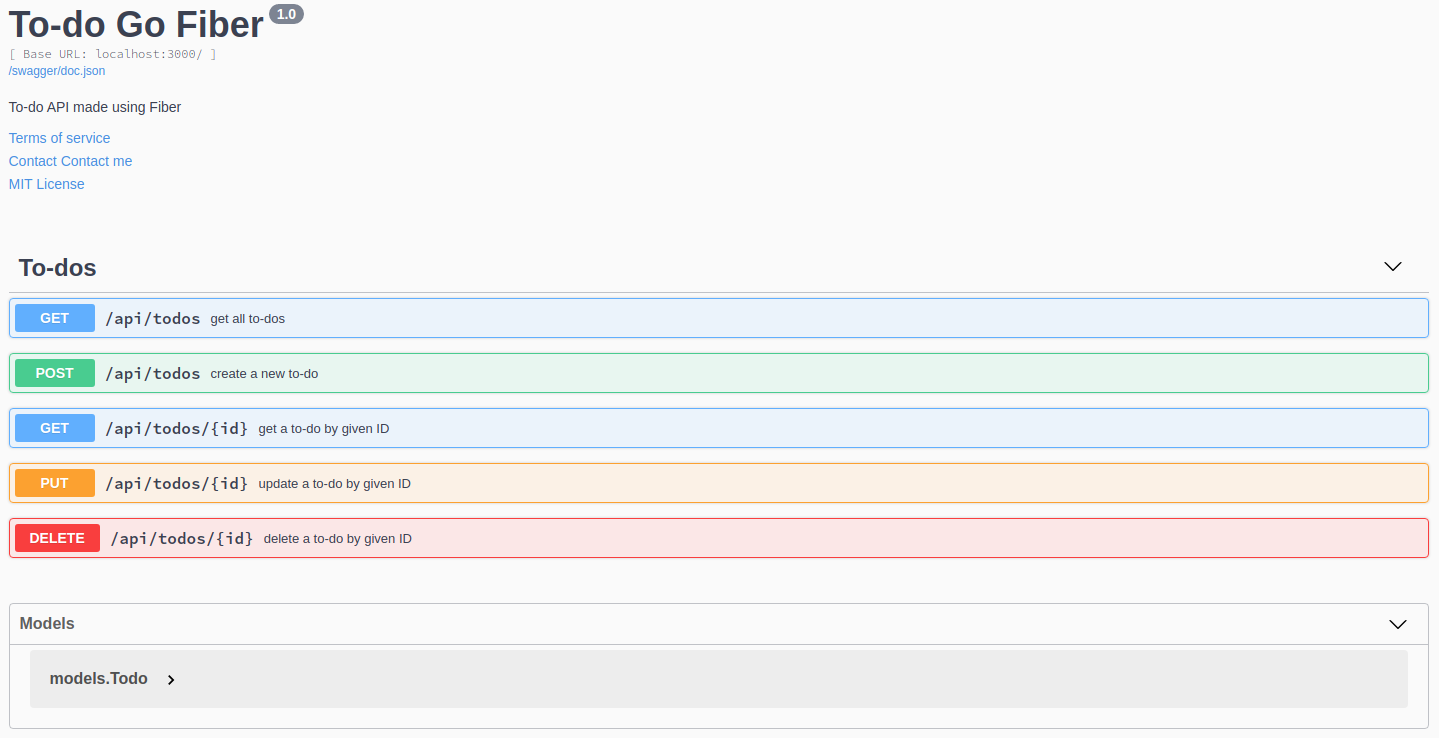 To-do Go Fiber 1.0
[ Base URL: localhost:3000/ ]
/swagger/doc.json
To-do API made using Fiber
Terms of service
Contact Contact me
MIT License
To-dos
GET /api/todos get all to-dos
POST /api/todos create a new to-do
GET /api/todos/{id} get a to-do by given ID
PUT /api/todos/{id} update a to-do by given ID
DELETE /api/todos/{id} delete a to-do by given ID
Models
models.Todo